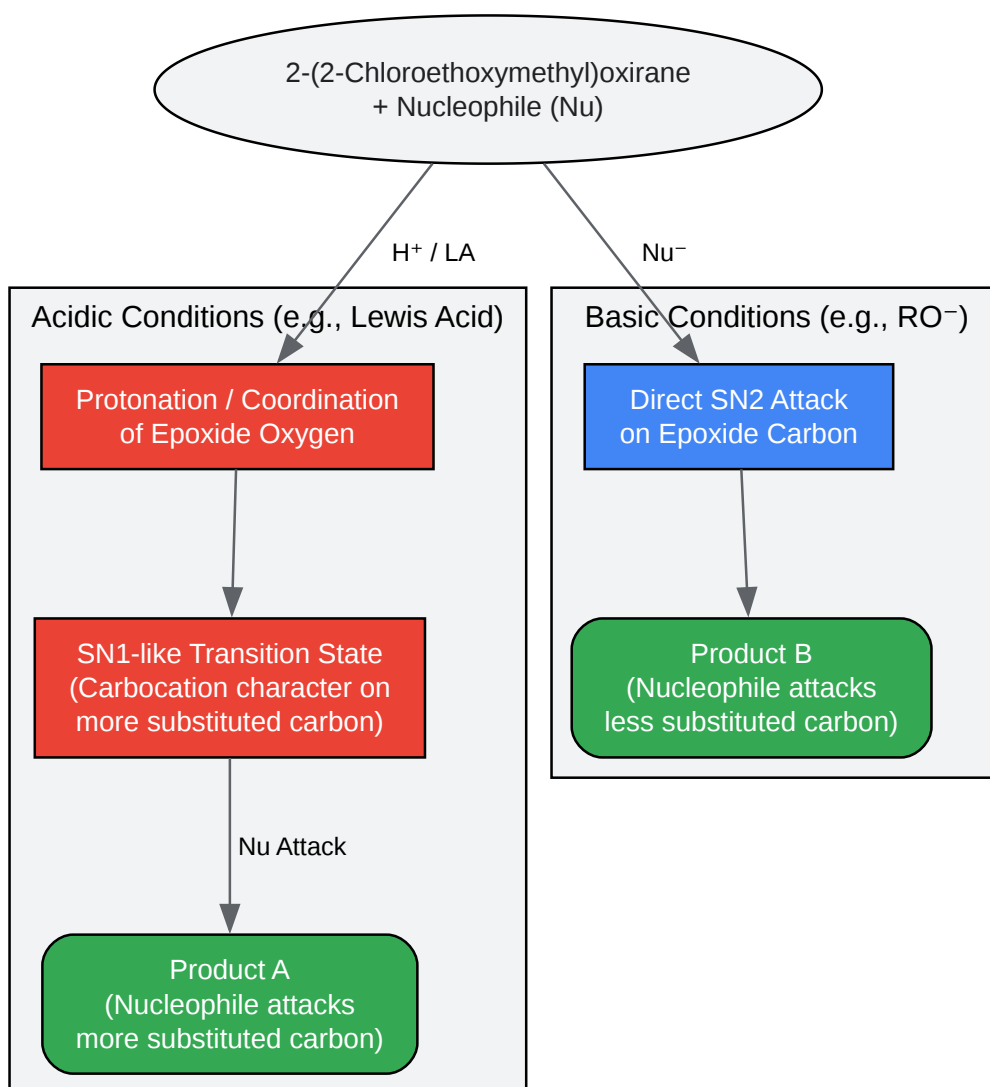 2-(2-Chloroethoxymethyl)oxirane
+ Nucleophile (Nu)
H⁺ / LA
Nu⁻
Acidic Conditions (e.g., Lewis Acid)
Basic Conditions (e.g., RO⁻)
Protonation / Coordination
of Epoxide Oxygen
Direct SN2 Attack
on Epoxide Carbon
SN1-like Transition State
(Carbocation character on
more substituted carbon)
Product B
(Nucleophile attacks
less substituted carbon)
Nu Attack
Product A
(Nucleophile attacks
more substituted carbon)